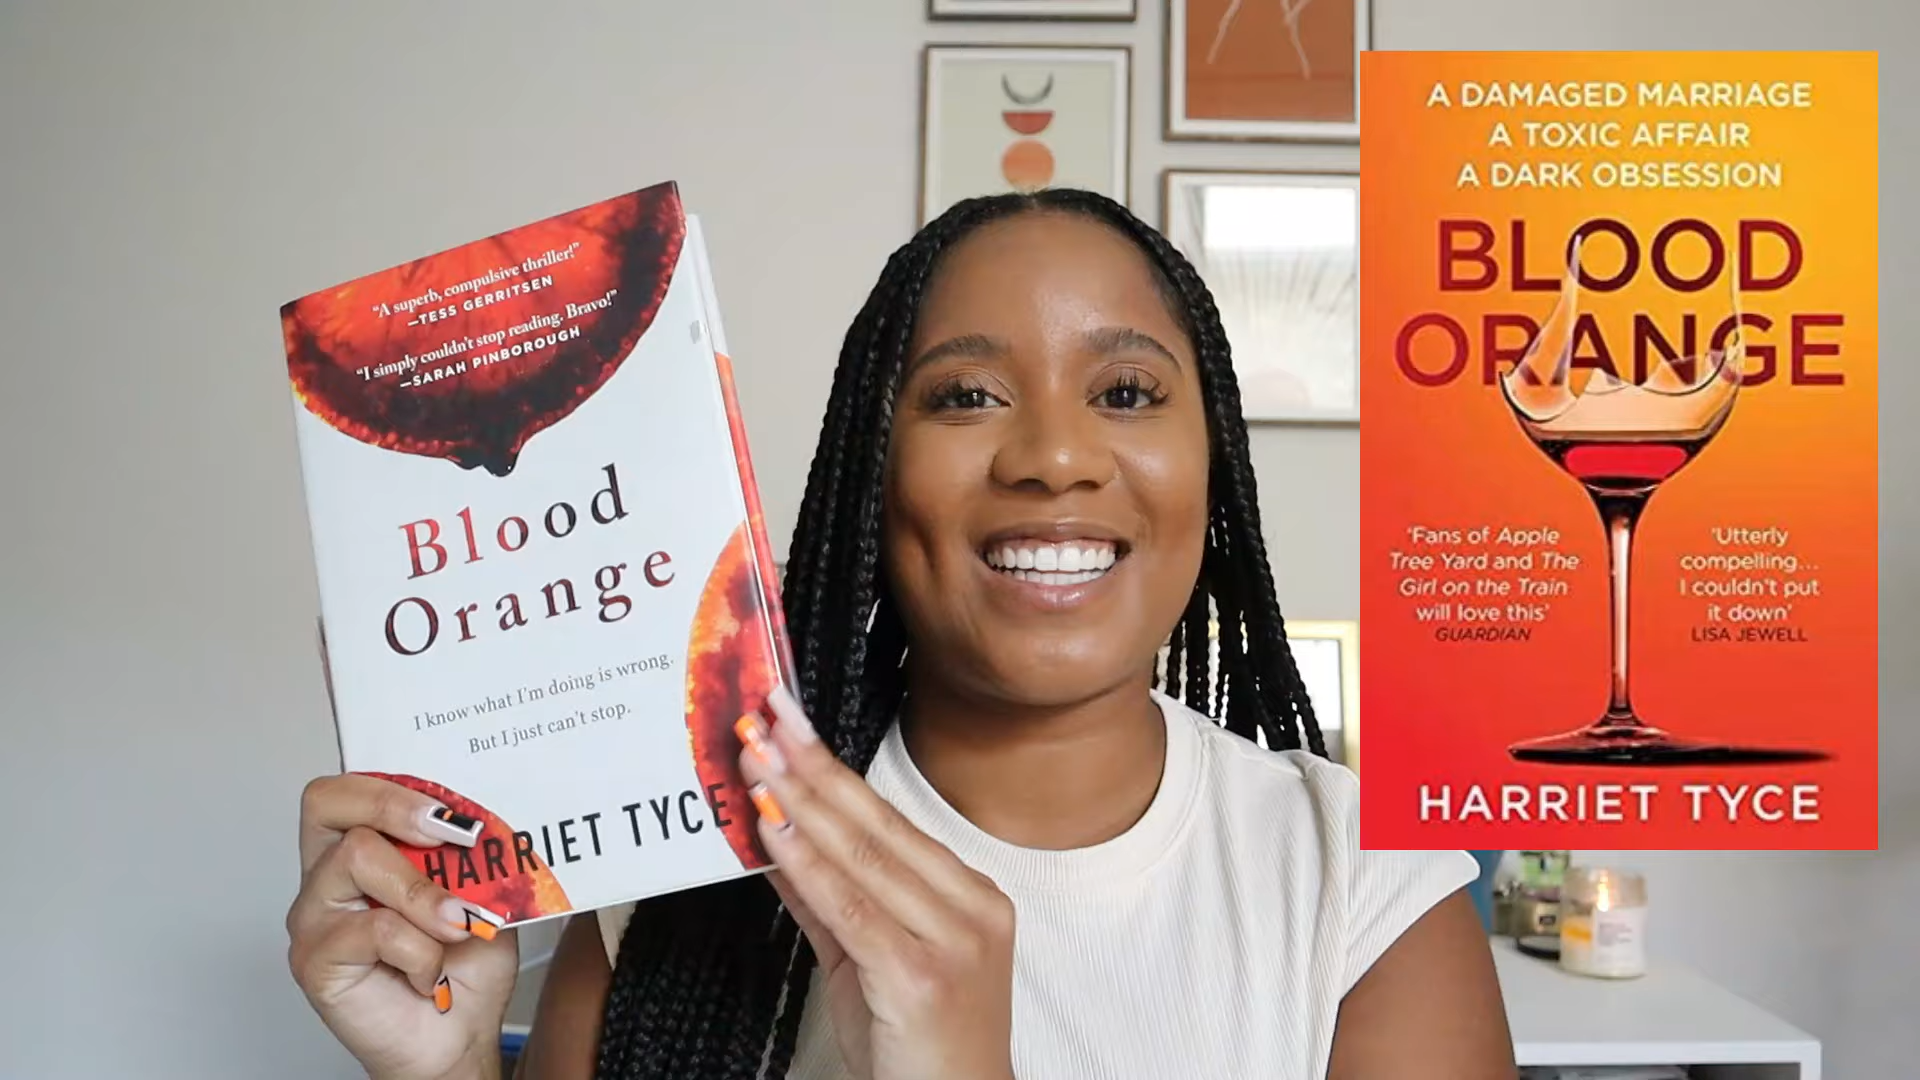 “A superb, compulsive thriller!”
—TESS GERRITSEN
“I simply couldn’t stop reading. Bravo!”
—SARAH PINBOROUGH
Blood
Orange
I know what I’m doing is wrong.
But I just can’t stop.
HARRIET TYCE
A DAMAGED MARRIAGE
A TOXIC AFFAIR
A DARK OBSESSION
BLOOD
ORANGE
‘Fans of Apple
Tree Yard and The
Girl on the Train
will love this’
GUARDIAN
‘Utterly
compelling…
I couldn’t put
it down’
LISA JEWELL
HARRIET TYCE